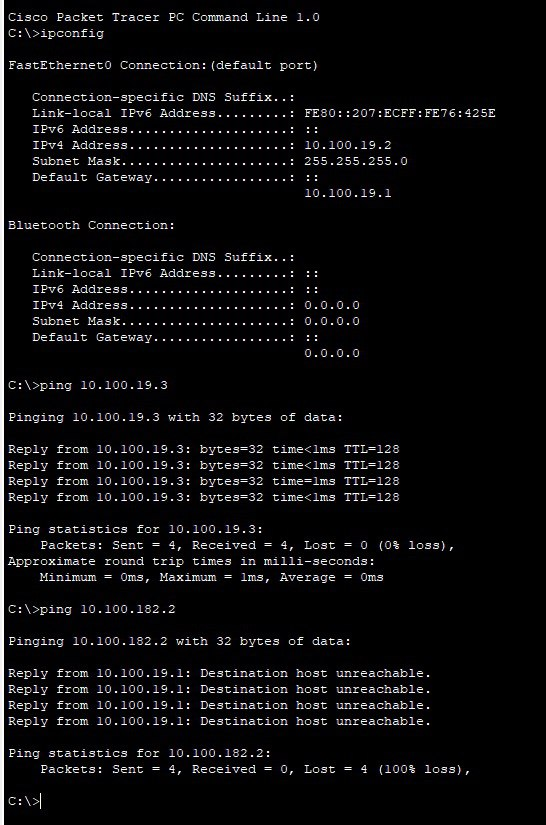 Cisco Packet Tracer PC Command Line 1.0
C:\>ipconfig
FastEthernet0 Connection:(default port)
Connection-specific DNS Suffix..:
Link-local IPv6 Address.........: FE80::207:ECFF:FE76:425E
IPv6 Address....................: ::
IPv4 Address....................: 10.100.19.2
Subnet Mask.....................: 255.255.255.0
Default Gateway.................: ::
10.100.19.1
Bluetooth Connection:
Connection-specific DNS Suffix..:
Link-local IPv6 Address.........: ::
IPv6 Address....................: ::
IPv4 Address....................: 0.0.0.0
Subnet Mask.....................: 0.0.0.0
Default Gateway.................: ::
0.0.0.0
C:\>ping 10.100.19.3
Pinging 10.100.19.3 with 32 bytes of data:
Reply from 10.100.19.3: bytes=32 time<1ms TTL=128
Reply from 10.100.19.3: bytes=32 time<1ms TTL=128
Reply from 10.100.19.3: bytes=32 time=1ms TTL=128
Reply from 10.100.19.3: bytes=32 time<1ms TTL=128
Ping statistics for 10.100.19.3:
Packets: Sent = 4, Received = 4, Lost = 0 (0% loss),
Approximate round trip times in milli-seconds:
Minimum = 0ms, Maximum = 1ms, Average = 0ms
C:\>ping 10.100.182.2
Pinging 10.100.182.2 with 32 bytes of data:
Reply from 10.100.19.1: Destination host unreachable.
Reply from 10.100.19.1: Destination host unreachable.
Reply from 10.100.19.1: Destination host unreachable.
Reply from 10.100.19.1: Destination host unreachable.
Ping statistics for 10.100.182.2:
Packets: Sent = 4, Received = 0, Lost = 4 (100% loss),
C:\>